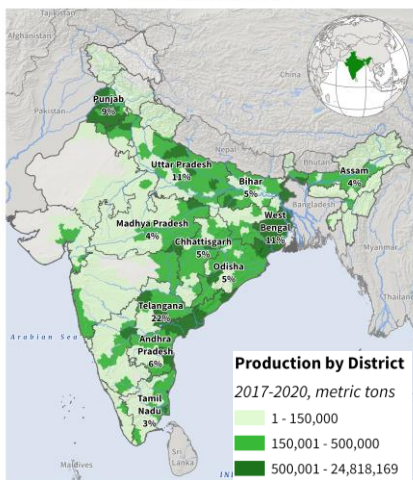 Tajikistan
Afghanistan
China
Pakistan
Punjab
9%
Nepal
Bhutan
Uttar Pradesh
11%
Bihar
5%
Assam
4%
Bangladesh
West
Bengal
11%
Madhya Pradesh
4%
Chhattisgarh
5%
Odisha
5%
Myanmar
Telangana
22%
Thailand
Arabian Sea
Andhra
Pradesh
6%
Tamil
Nadu
3%
Sri
Lanka
Maldives
Production by District
2017-2020, metric tons
1 - 150,000
150,001 - 500,000
500,001 - 24,818,169